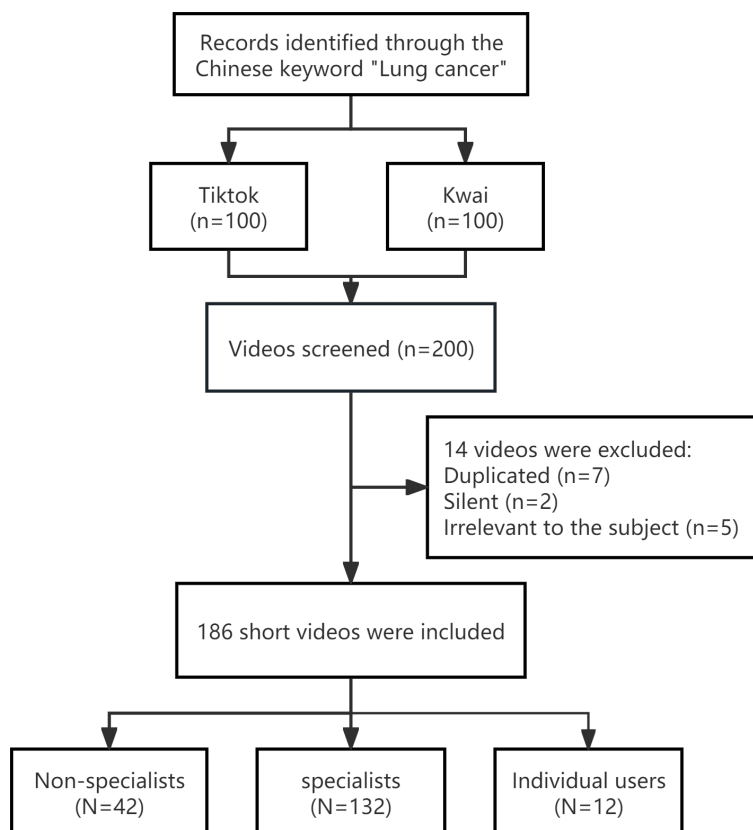 Records identified through the
Chinese keyword "Lung cancer"
Tiktok
(n=100)
Kwai
(n=100)
Videos screened (n=200)
14 videos were excluded:
Duplicated (n=7)
Silent (n=2)
Irrelevant to the subject (n=5)
186 short videos were included
Non-specialists
(N=42)
specialists
(N=132)
Individual users
(N=12)